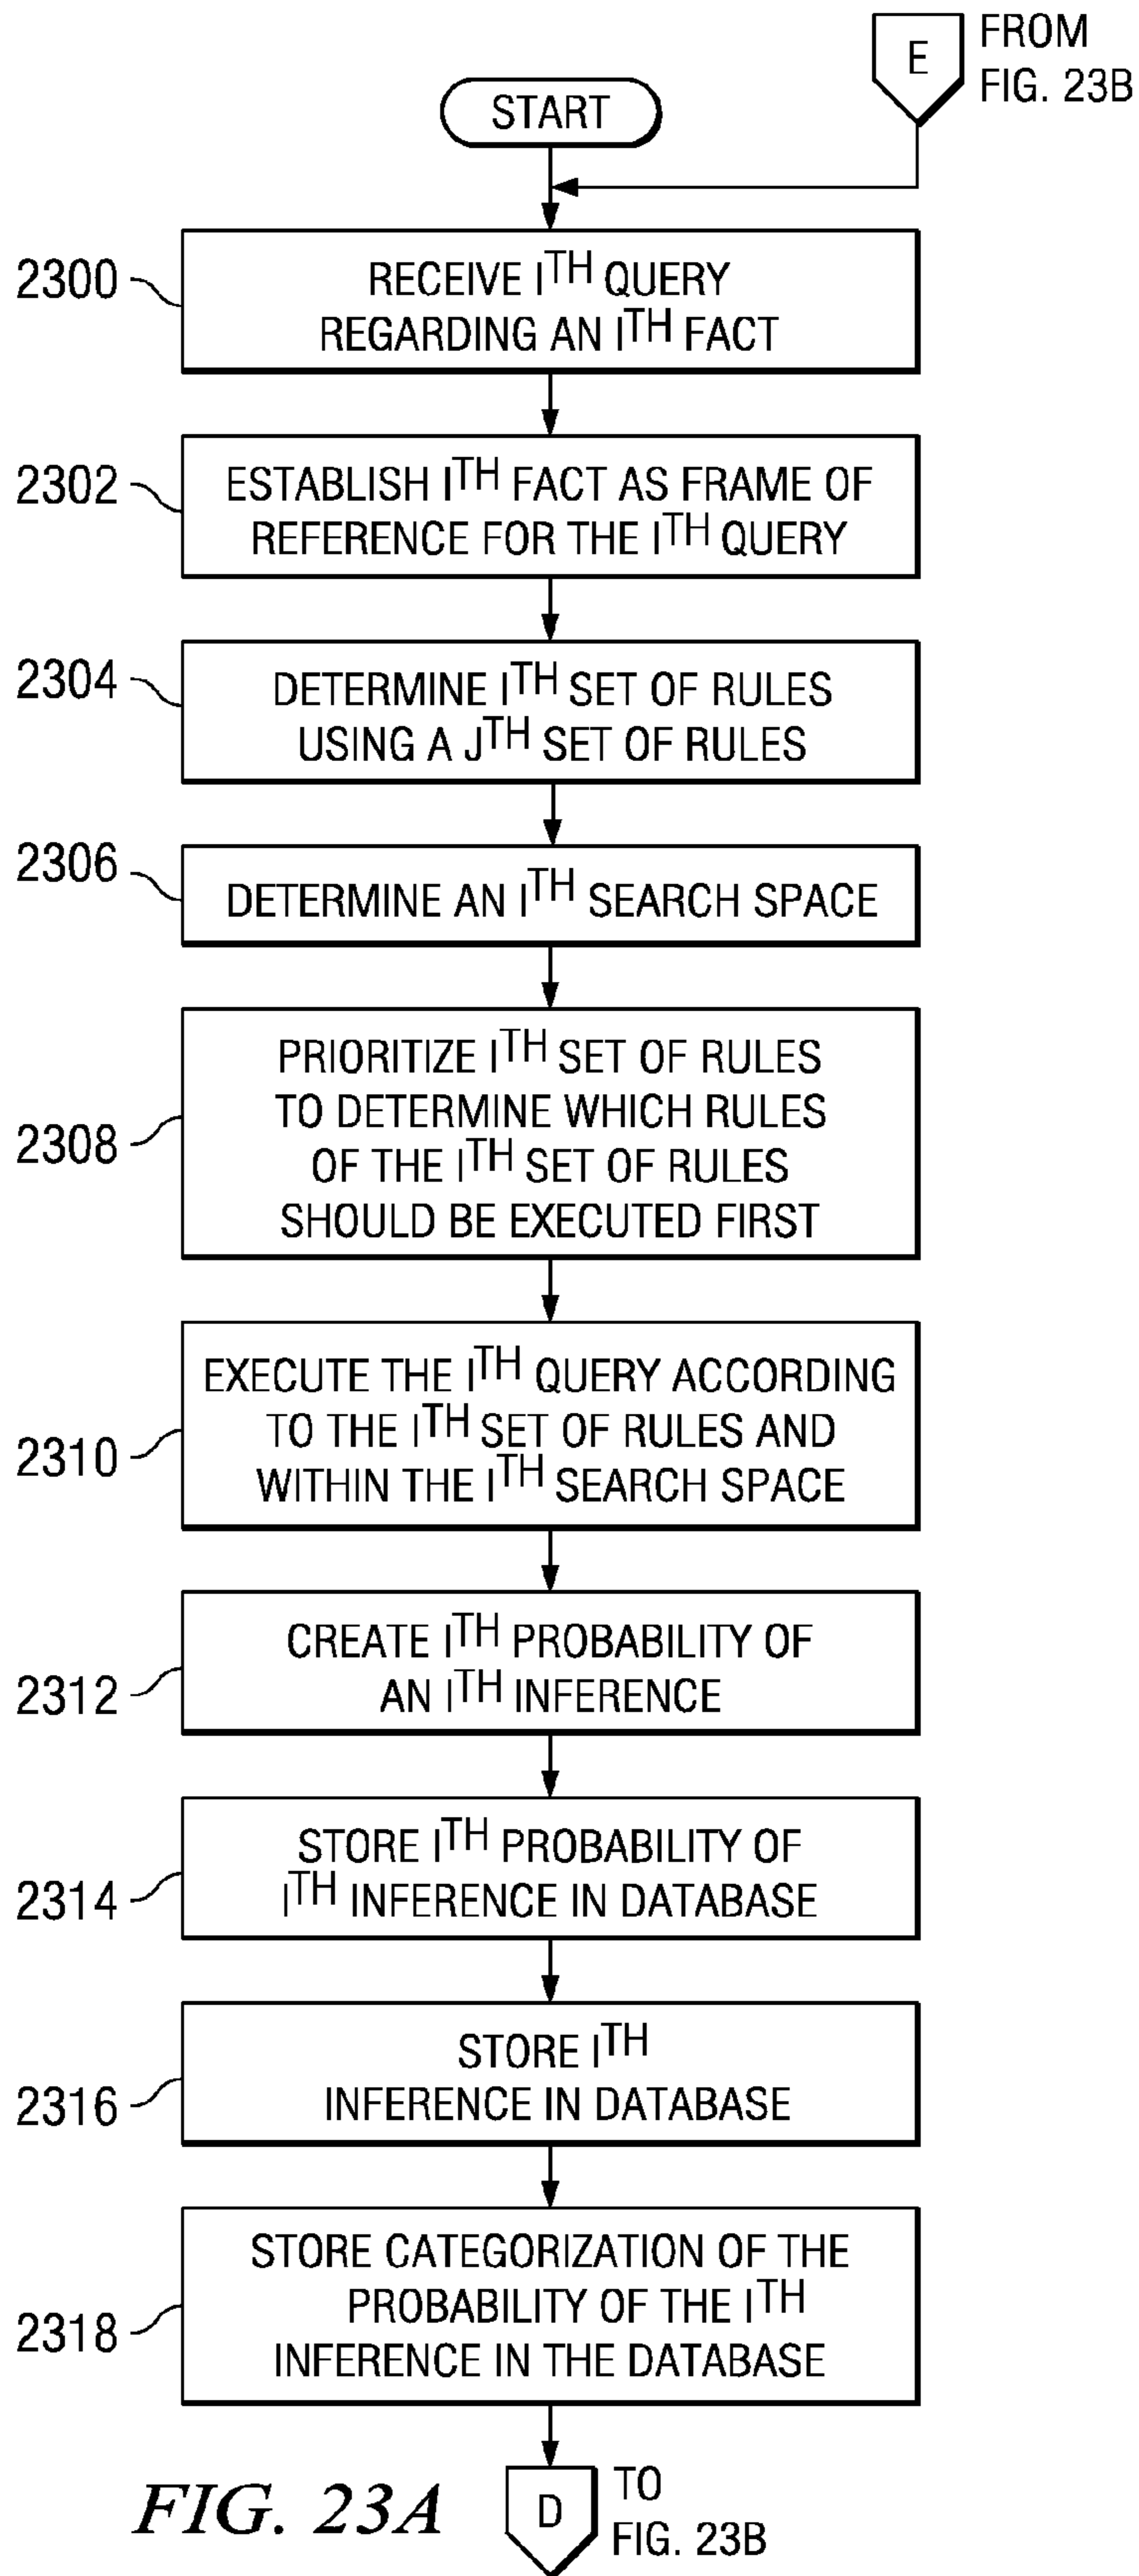 E
FROM
FIG. 23B
START
2300
RECEIVE ITH QUERY
REGARDING AN ITH FACT
2302
ESTABLISH ITH FACT AS FRAME OF
REFERENCE FOR THE ITH QUERY
2304
DETERMINE ITH SET OF RULES
USING A JTH SET OF RULES
2306
DETERMINE AN ITH SEARCH SPACE
2308
PRIORITIZE ITH SET OF RULES
TO DETERMINE WHICH RULES
OF THE ITH SET OF RULES
SHOULD BE EXECUTED FIRST
2310
EXECUTE THE ITH QUERY ACCORDING
TO THE ITH SET OF RULES AND
WITHIN THE ITH SEARCH SPACE
2312
CREATE ITH PROBABILITY OF
AN ITH INFERENCE
2314
STORE ITH PROBABILITY OF
ITH INFERENCE IN DATABASE
2316
STORE ITH
INFERENCE IN DATABASE
2318
STORE CATEGORIZATION OF THE
PROBABILITY OF THE ITH
INFERENCE IN THE DATABASE
FIG. 23A
D
TO
FIG. 23B